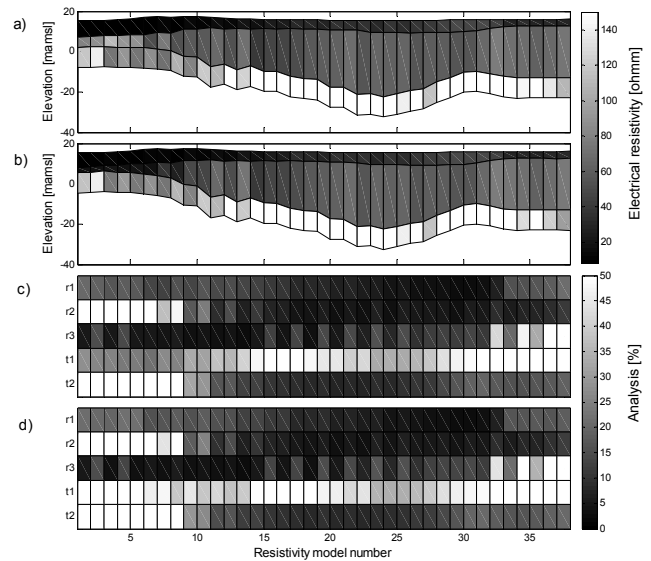 a)
Elevation [mamsl]
20
0
-20
-40
b)
Elevation [mamsl]
20
0
-20
-40
Electrical resistivity [ohmm]
140
120
100
80
60
40
20
c)
r1
r2
r3
t1
t2
d)
r1
r2
r3
t1
t2
Analysis [%]
50
45
40
35
30
25
20
15
10
5
0
5 10 15 20 25 30 35
Resistivity model number